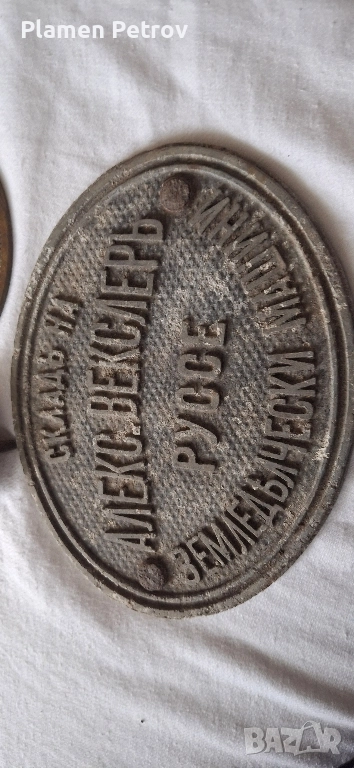 Plamen Petrov
СКЛАДЪ НА
АЛЕКС. ВЕКСЛЕРЪ
РУССЕ
ЗЕМЛЕДѢЛЧЕСКИ МАШИНИ
BAZAR